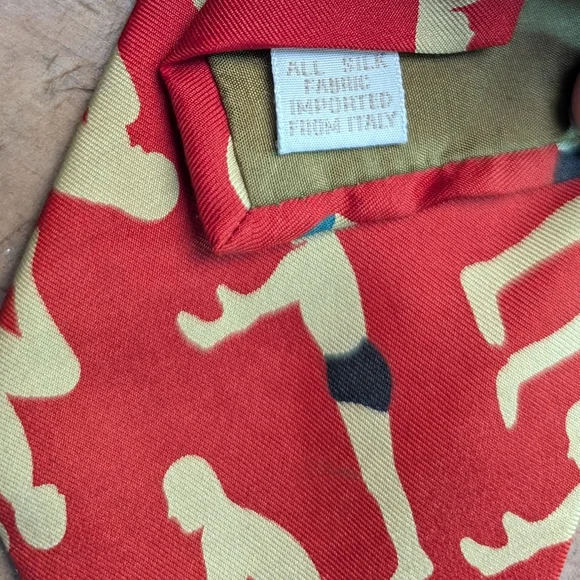 ALL SILK
FABRIC
IMPORTED
FROM ITALY